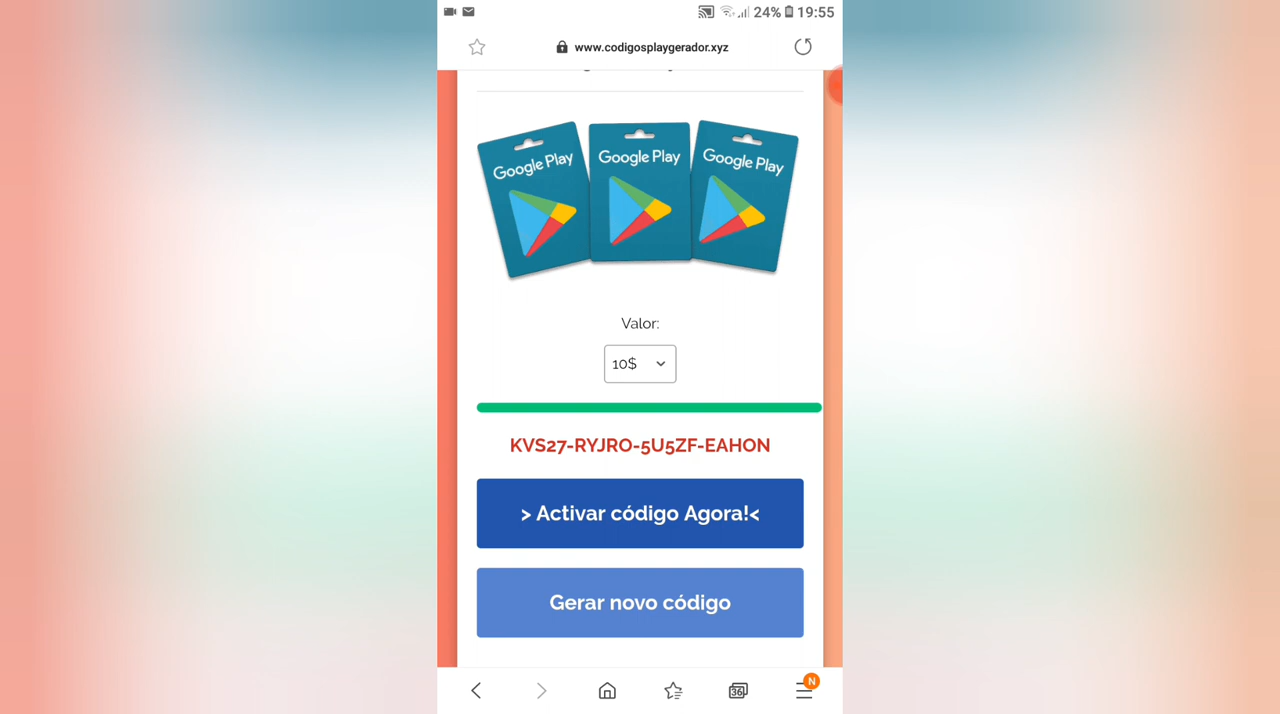 24% 19:55
www.codigosplaygerador.xyz
Google Play Google Play Google Play
Valor:
10$
KVS27-RYJRO-5U5ZF-EAHON
> Activar código Agora!<
Gerar novo código
36 N